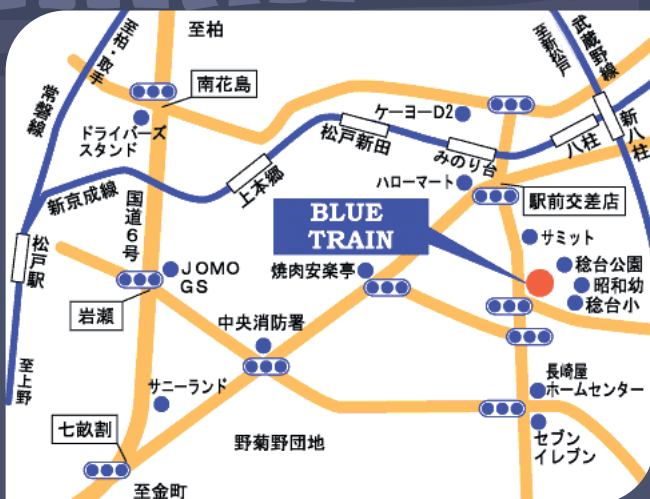 至柏
至柏・取手
至新松戸
武蔵野線
常磐線
南花島
ドライバーズ
スタンド
ケーヨーD2
松戸新田
みのり台
八柱
新八柱
上本郷
新京成線
国道6号
ハローマート
駅前交差店
BLUE
TRAIN
サミット
松戸駅
JOMO
GS
焼肉安楽亭
稔台公園
昭和幼
稔台小
岩瀬
中央消防署
至上野
サニーランド
長崎屋
ホームセンター
七畝割
野菊野団地
セブン
イレブン
至金町